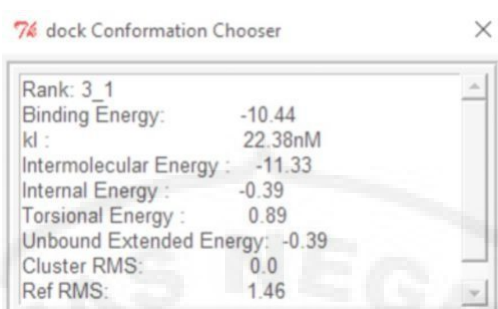 dock Conformation Chooser
Rank: 3_1
Binding Energy: -10.44
kI : 22.38nM
Intermolecular Energy : -11.33
Internal Energy : -0.39
Torsional Energy : 0.89
Unbound Extended Energy: -0.39
Cluster RMS: 0.0
Ref RMS: 1.46